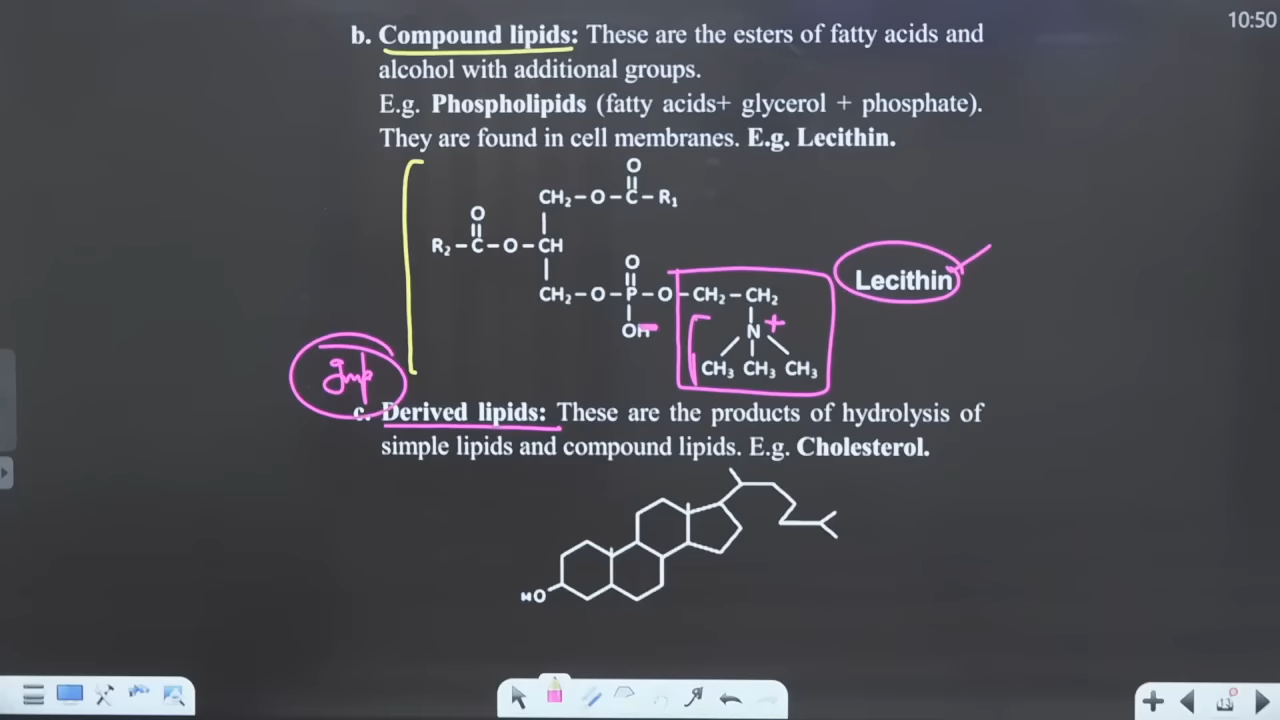 10:50
b. Compound lipids: These are the esters of fatty acids and
alcohol with additional groups.
E.g. Phospholipids (fatty acids+ glycerol + phosphate).
They are found in cell membranes. E.g. Lecithin.
O
CH₂–O–C–R₁
O
R₂–C–O–CH
O
CH₂–O–P–O–CH₂–CH₂
Lecithin
N +
CH₃ CH₃ CH₃
Imp
c. Derived lipids: These are the products of hydrolysis of
simple lipids and compound lipids. E.g. Cholesterol.
HO